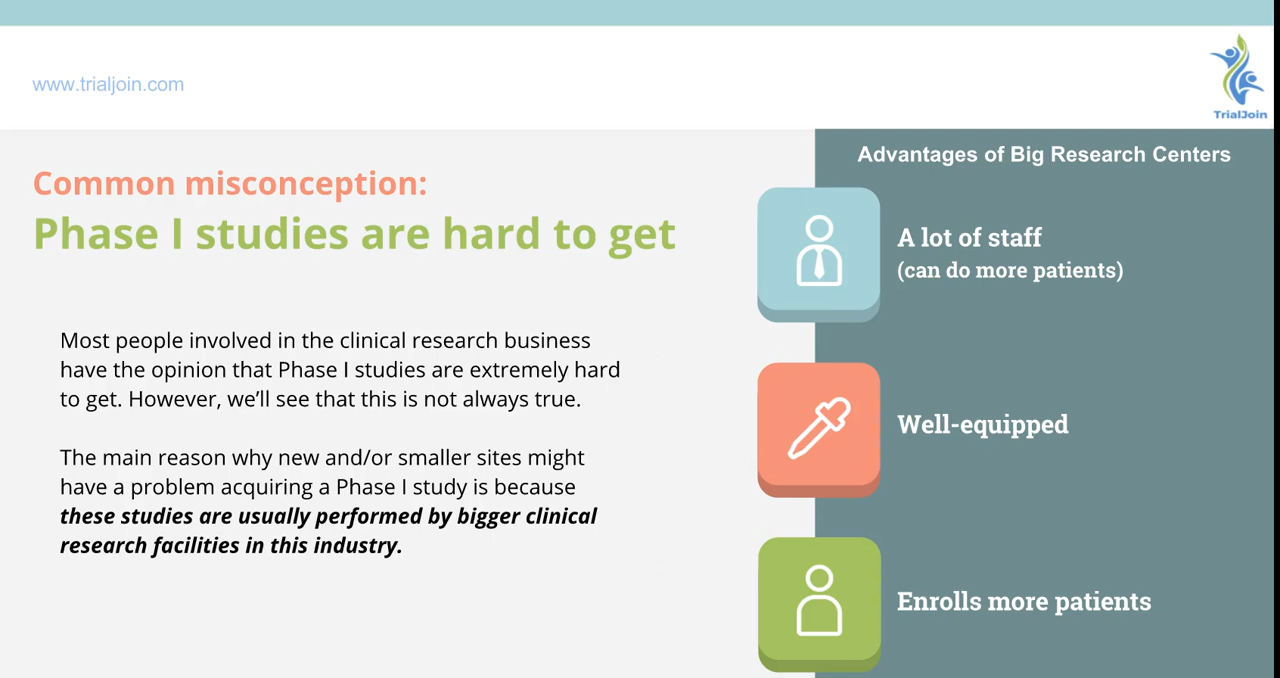 www.trialjoin.com
TrialJoin
Common misconception:
Phase I studies are hard to get
Most people involved in the clinical research business
have the opinion that Phase I studies are extremely hard
to get. However, we’ll see that this is not always true.
The main reason why new and/or smaller sites might
have a problem acquiring a Phase I study is because
these studies are usually performed by bigger clinical
research facilities in this industry.
Advantages of Big Research Centers
A lot of staff
(can do more patients)
Well-equipped
Enrolls more patients